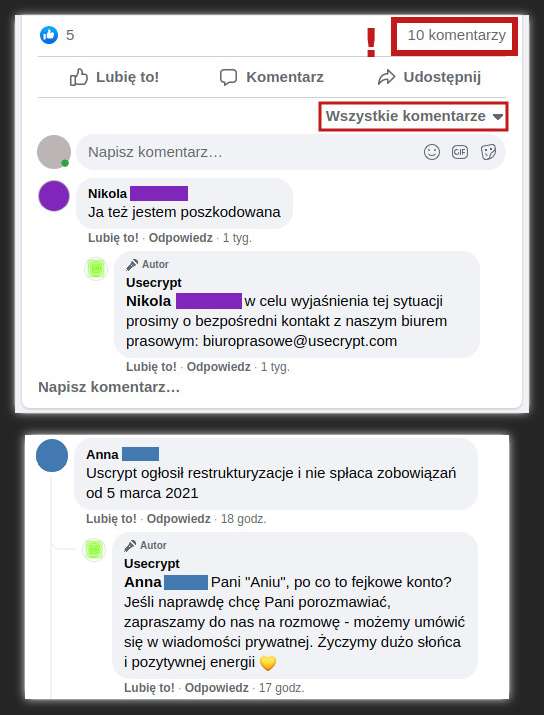 5
!
10 komentarzy
Lubię to!
Komentarz
Udostępnij
Wszystkie komentarze
Napisz komentarz…
GIF
Nikola
Ja też jestem poszkodowana
Lubię to! · Odpowiedz · 1 tyg.
Autor
Usecrypt
Nikola w celu wyjaśnienia tej sytuacji
prosimy o bezpośredni kontakt z naszym biurem
prasowym: biuroprasowe@usecrypt.com
Lubię to! · Odpowiedz · 1 tyg.
Napisz komentarz…
Anna
Uscrypt ogłosił restrukturyzacje i nie spłaca zobowiązań
od 5 marca 2021
Lubię to! · Odpowiedz · 18 godz.
Autor
Usecrypt
Anna Pani "Aniu", po co to fejkowe konto?
Jeśli naprawdę chcę Pani porozmawiać,
zapraszamy do nas na rozmowę - możemy umówić
się w wiadomości prywatnej. Życzymy dużo słońca
i pozytywnej energii 💛
Lubię to! · Odpowiedz · 17 godz.